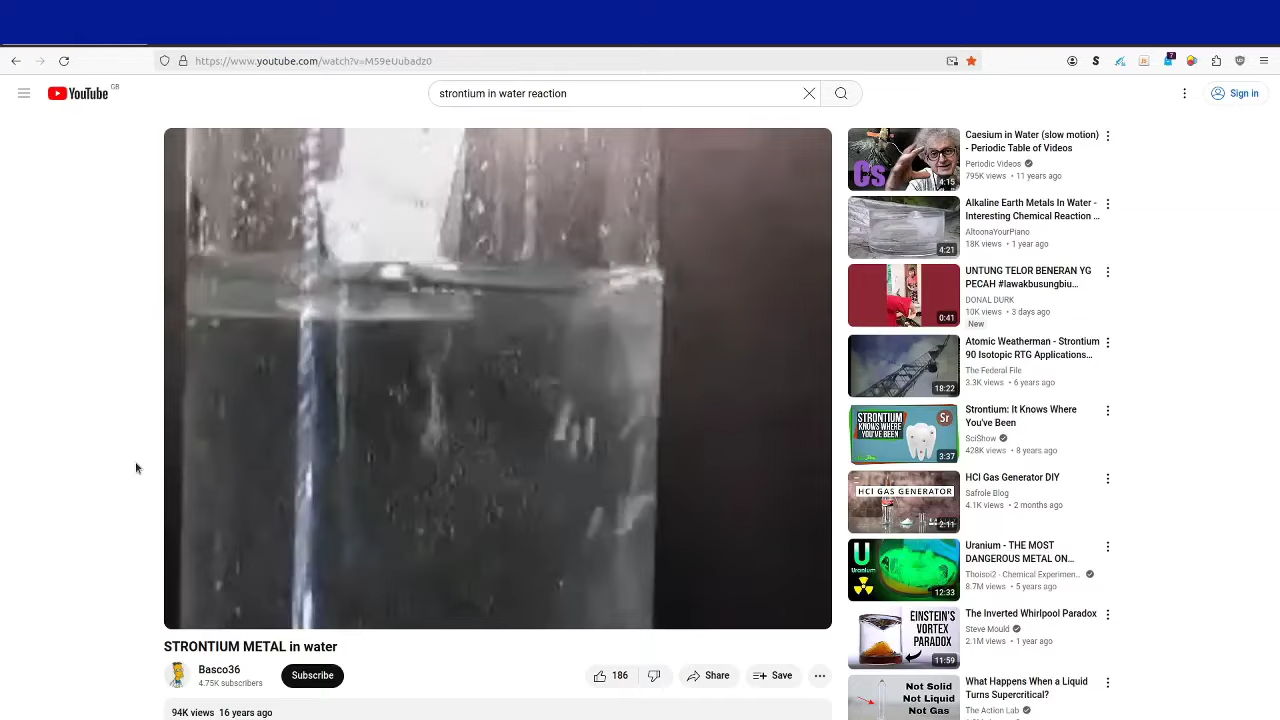 https://www.youtube.com/watch?v=M59eUubadz0
YouTube GB
strontium in water reaction
Sign in
STRONTIUM METAL in water
Basco36
4.75K subscribers
Subscribe
186
Share
Save
94K views 16 years ago
Cs
4:15
Caesium in Water (slow motion)
- Periodic Table of Videos
Periodic Videos
795K views • 11 years ago
4:21
Alkaline Earth Metals In Water -
Interesting Chemical Reaction ...
AltoonaYourPiano
18K views • 1 year ago
0:41
UNTUNG TELOR BENERAN YG
PECAH #lawakbusungbiu...
DONAL DURK
10K views • 3 days ago
New
18:22
Atomic Weatherman - Strontium
90 Isotopic RTG Applications...
The Federal File
3.3K views • 6 years ago
STRONTIUM
KNOWS WHERE
YOU'VE BEEN
Sr
3:37
Strontium: It Knows Where
You've Been
SciShow
428K views • 8 years ago
HCl GAS GENERATOR
2:11
HCl Gas Generator DIY
Safrole Blog
4.1K views • 2 months ago
U
Uranium
12:33
Uranium - THE MOST
DANGEROUS METAL ON...
Thoisoi2 - Chemical Experimen...
8.7M views • 5 years ago
EINSTEIN'S
VORTEX
PARADOX
11:59
The Inverted Whirlpool Paradox
Steve Mould
2.1M views • 1 year ago
Not Solid
Not Liquid
Not Gas
What Happens When a Liquid
Turns Supercritical?
The Action Lab